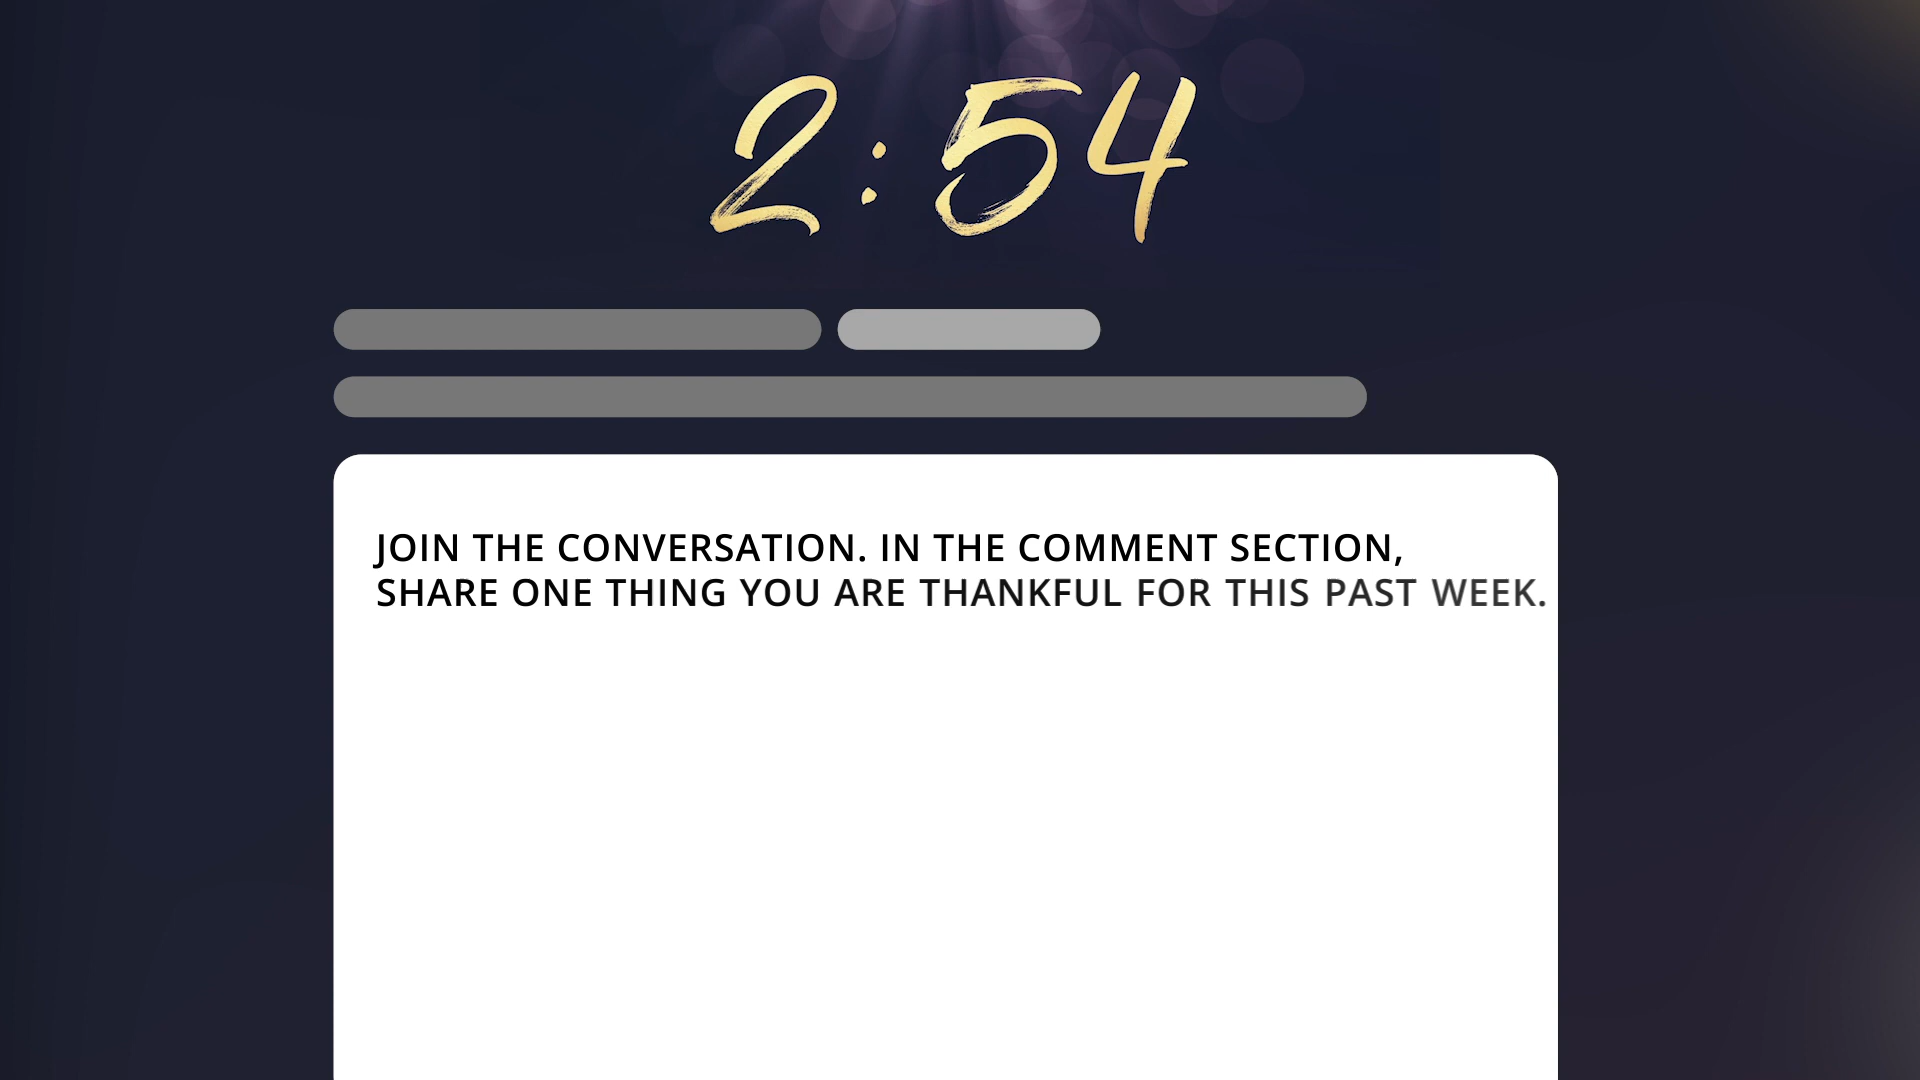 2:54
JOIN THE CONVERSATION. IN THE COMMENT SECTION,
SHARE ONE THING YOU ARE THANKFUL FOR THIS PAST WEEK.